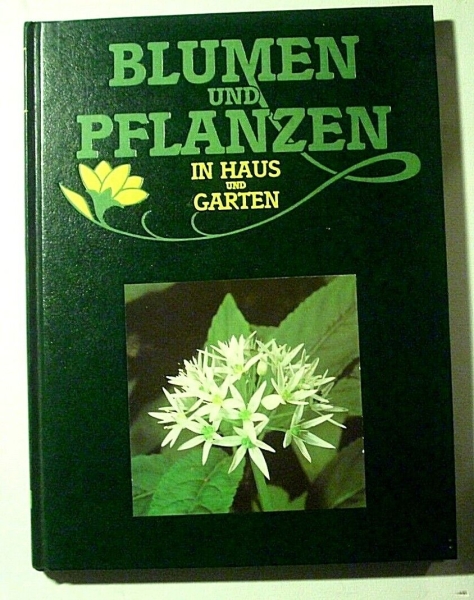 BLUMEN
UND
PFLANZEN
IN HAUS
UND
GARTEN